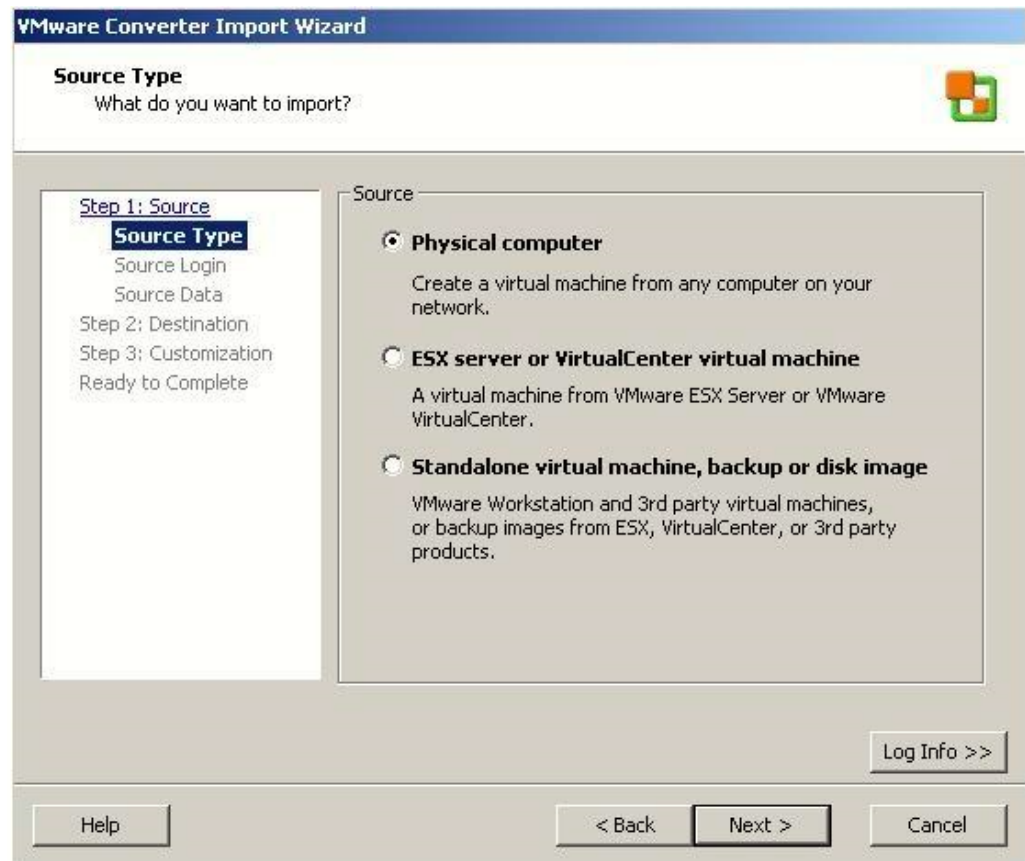 VMware Converter Import Wizard
Source Type
What do you want to import?
Step 1: Source
Source Type
Source Login
Source Data
Step 2: Destination
Step 3: Customization
Ready to Complete
Source
Physical computer
Create a virtual machine from any computer on your
network.
ESX server or VirtualCenter virtual machine
A virtual machine from VMware ESX Server or VMware
VirtualCenter.
Standalone virtual machine, backup or disk image
VMware Workstation and 3rd party virtual machines,
or backup images from ESX, VirtualCenter, or 3rd party
products.
Log Info >>
Help
< Back
Next >
Cancel